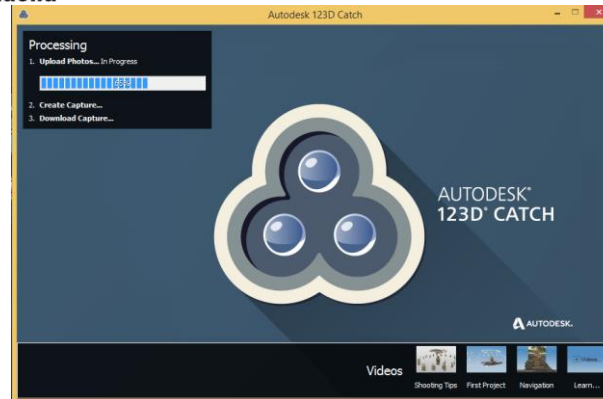 Autodesk 123D Catch
Processing
1. Upload Photos... In Progress
2. Create Capture...
3. Download Capture...
AUTODESK®
123D® CATCH
AUTODESK.
Videos
Shooting Tips
First Project
Navigation
Learn...